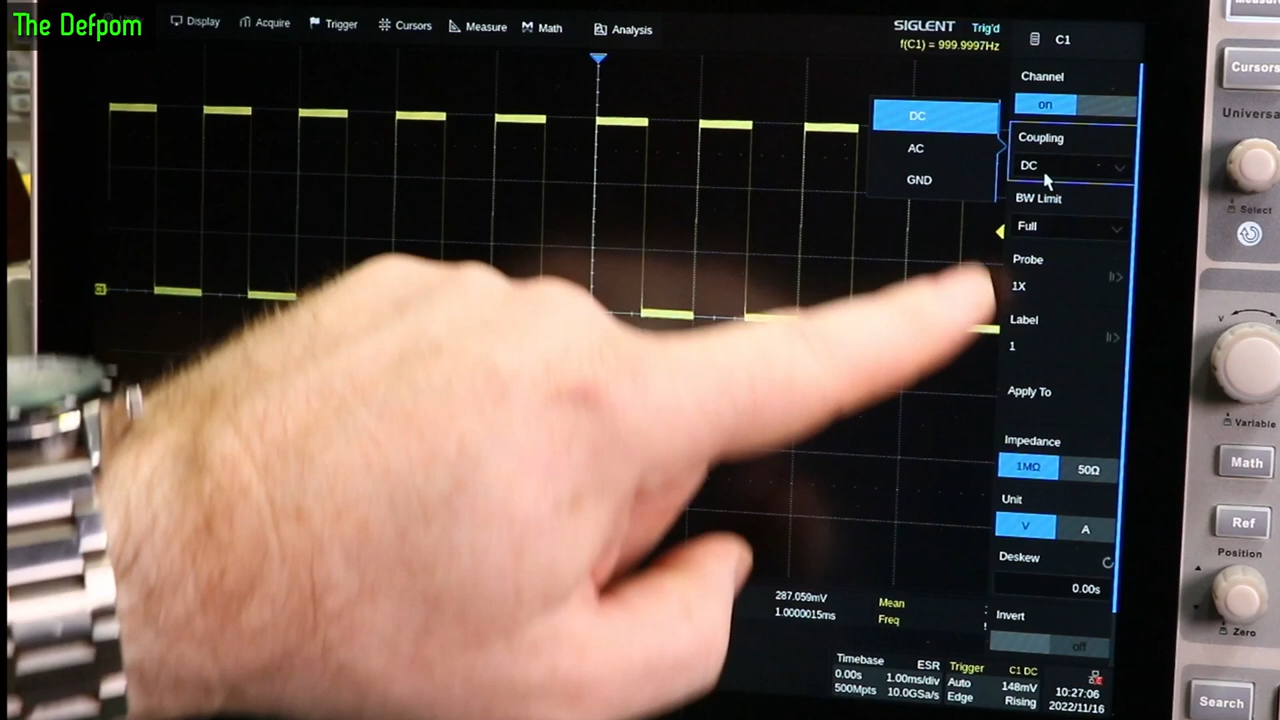 The Defpom
Display
Acquire
Trigger
Cursors
Measure
Math
Analysis
SIGLENT
Trig'd
f(C1) = 999.9997Hz
C1
Channel
on
Coupling
DC
DC
AC
GND
BW Limit
Full
Probe
1X
Label
1
Apply To
Impedance
1MΩ
50Ω
Unit
V
A
Deskew
0.00s
Invert
off
287.059mV
1.0000015ms
Mean
Freq
Timebase
ESR
0.00s
1.00ms/div
500Mpts
10.0GSa/s
Trigger
C1 DC
Auto
148mV
Edge
Rising
10:27:06
2022/11/16
Cursors
Universa
Select
V
Variable
Math
Ref
Position
Zero
Search